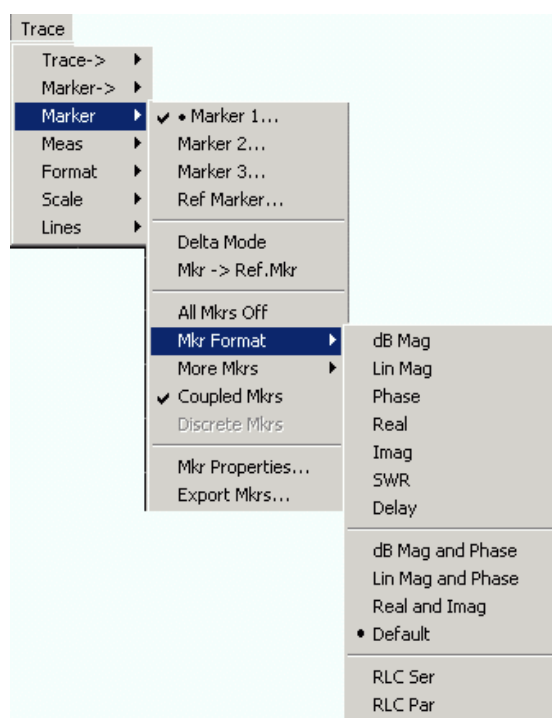 Trace
Trace->
Marker->
Marker
Meas
Format
Scale
Lines
• Marker 1...
Marker 2...
Marker 3...
Ref Marker...
Delta Mode
Mkr -> Ref.Mkr
All Mkrs Off
Mkr Format
More Mkrs
Coupled Mkrs
Discrete Mkrs
Mkr Properties...
Export Mkrs...
dB Mag
Lin Mag
Phase
Real
Imag
SWR
Delay
dB Mag and Phase
Lin Mag and Phase
Real and Imag
• Default
RLC Ser
RLC Par